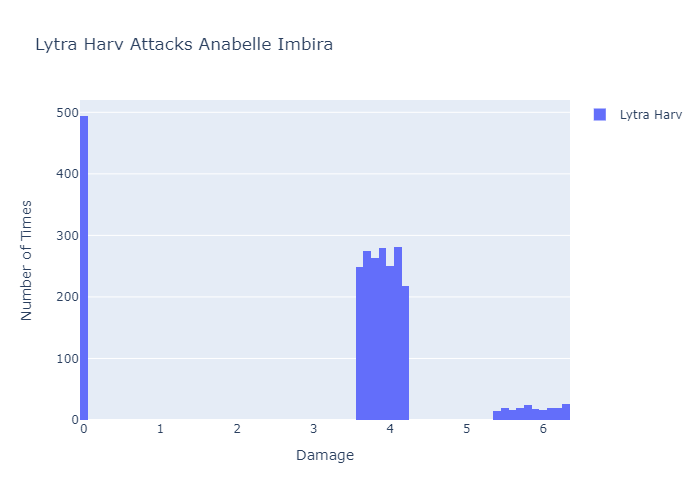 Lytra Harv Attacks Anabelle Imbira
Lytra Harv
500
400
300
200
100
0
Number of Times
0 1 2 3 4 5 6
Damage